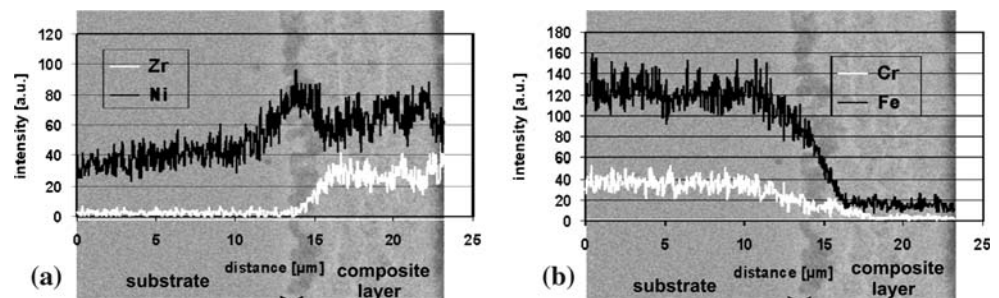 120
100
80
60
40
20
0
intensity [a.u.]
Zr
Ni
0 5 10 15 20 25
distance [µm]
(a)
substrate
composite
layer
180
160
140
120
100
80
60
40
20
0
intensity [a.u.]
Cr
Fe
0 5 10 15 20 25
distance [µm]
(b)
substrate
composite
layer